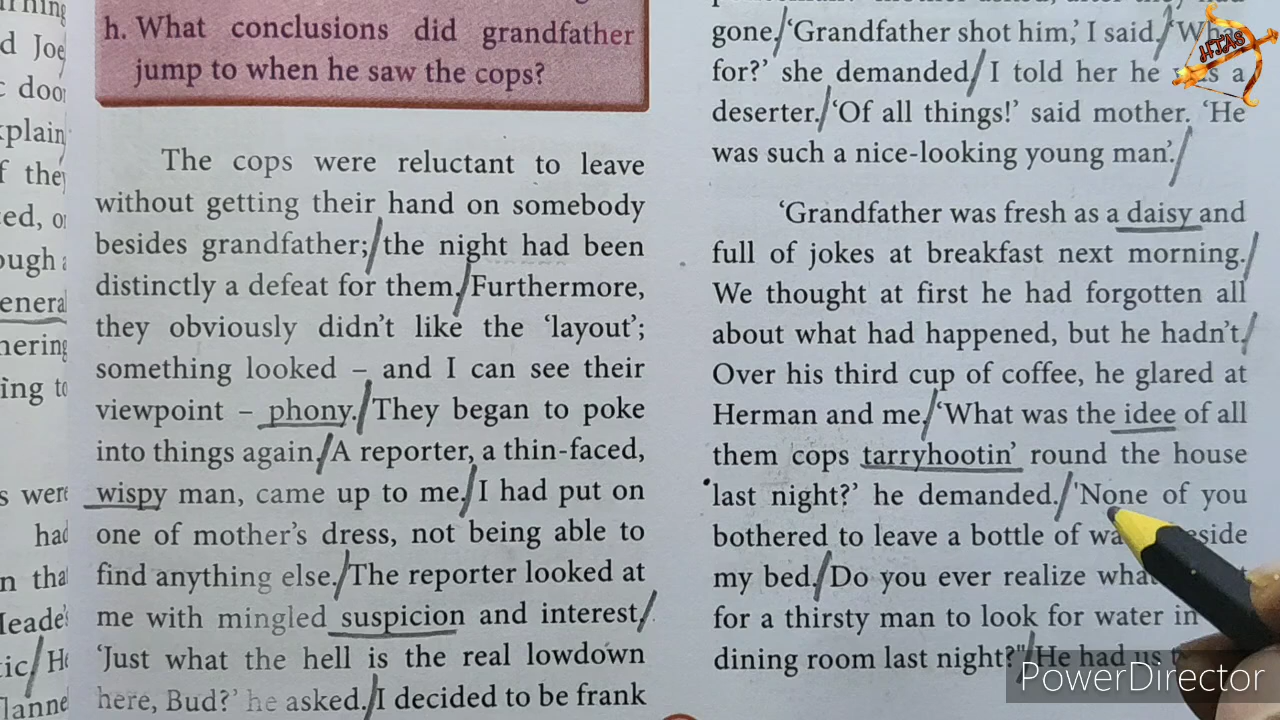 h. What conclusions did grandfather
jump to when he saw the cops?
The cops were reluctant to leave
without getting their hand on somebody
besides grandfather; the night had been
distinctly a defeat for them. Furthermore,
they obviously didn't like the 'layout';
something looked – and I can see their
viewpoint – phony. They began to poke
into things again. A reporter, a thin-faced,
wispy man, came up to me. I had put on
one of mother's dress, not being able to
find anything else. The reporter looked at
me with mingled suspicion and interest.
'Just what the hell is the real lowdown
here, Bud?' he asked. I decided to be frank
gone. 'Grandfather shot him,' I said.
for?' she demanded. I told her he a
deserter. 'Of all things!' said mother. 'He
was such a nice-looking young man'.
'Grandfather was fresh as a daisy and
full of jokes at breakfast next morning.
We thought at first he had forgotten all
about what had happened, but he hadn't.
Over his third cup of coffee, he glared at
Herman and me. 'What was the idee of all
them cops tarryhootin' round the house
last night?' he demanded. 'None of you
bothered to leave a bottle of
my bed. Do you ever realize
for a thirsty man to look for water in
dining room last night?" He had us
HTAS
PowerDirector